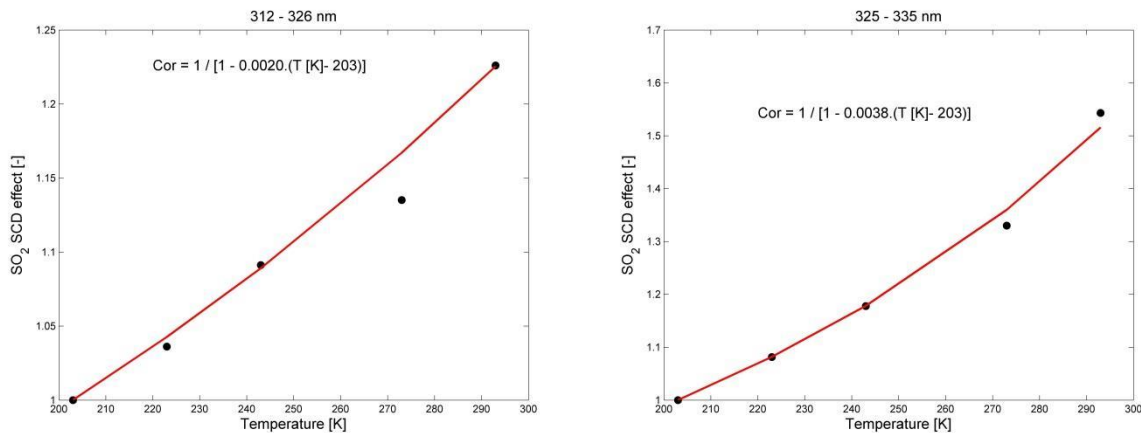 312 - 326 nm
1.25
1.2
1.15
1.1
1.05
1
Cor = 1 / [1 - 0.0020.(T [K]- 203)]
SO2 SCD effect [-]
200 210 220 230 240 250 260 270 280 290 300
Temperature [K]
325 - 335 nm
1.7
1.6
1.5
1.4
1.3
1.2
1.1
1
Cor = 1 / [1 - 0.0038.(T [K]- 203)]
SO2 SCD effect [-]
200 210 220 230 240 250 260 270 280 290 300
Temperature [K]